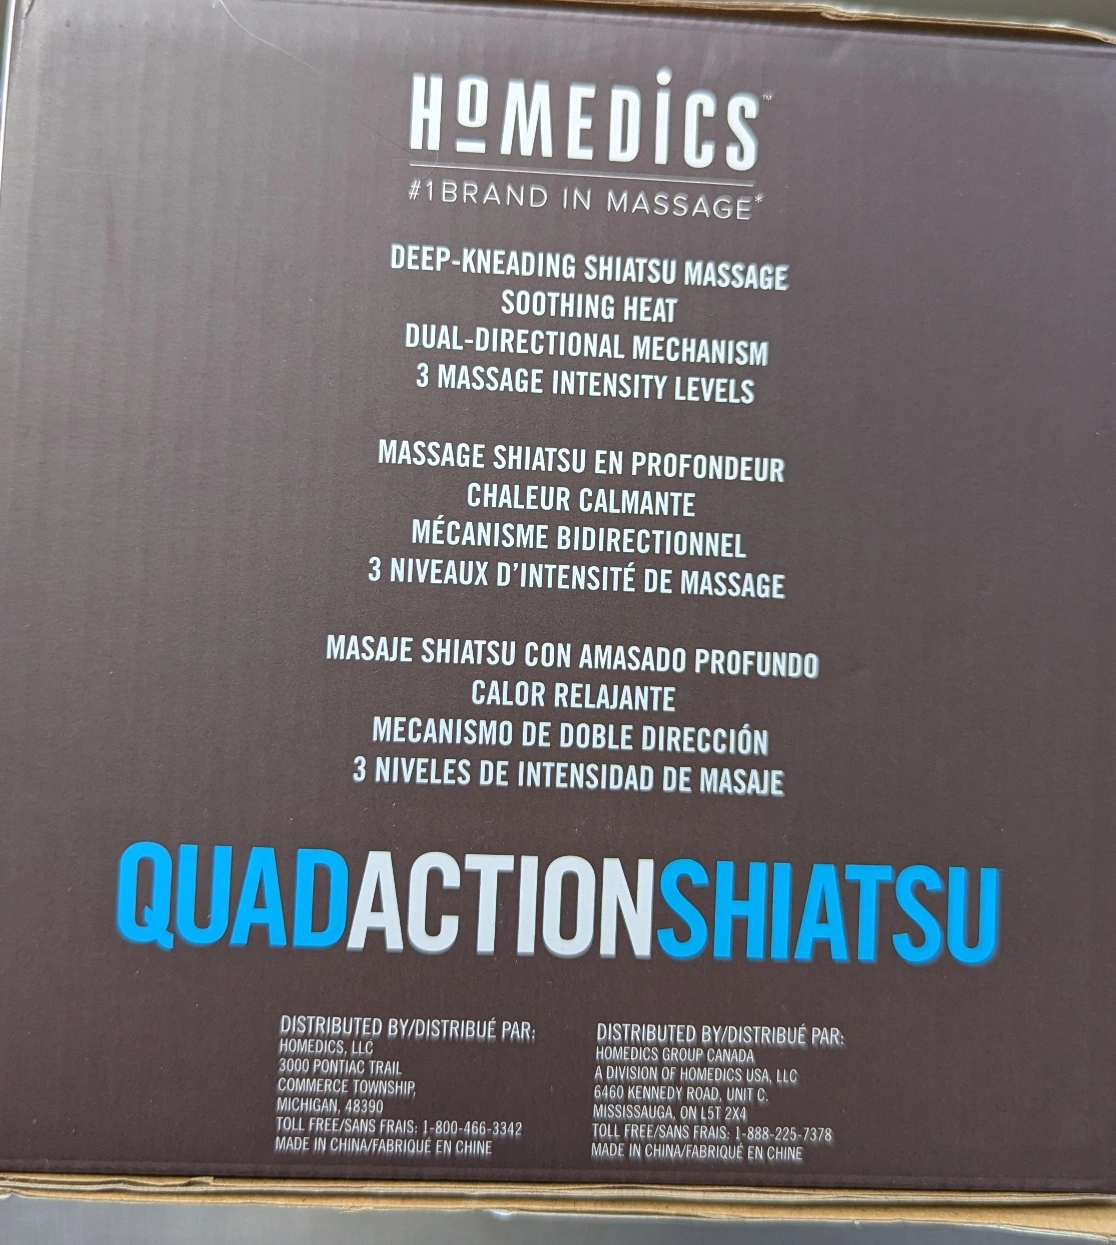 HOMEDICS™
#1 BRAND IN MASSAGE*
DEEP-KNEADING SHIATSU MASSAGE
SOOTHING HEAT
DUAL-DIRECTIONAL MECHANISM
3 MASSAGE INTENSITY LEVELS
MASSAGE SHIATSU EN PROFONDEUR
CHALEUR CALMANTE
MÉCANISME BIDIRECTIONNEL
3 NIVEAUX D'INTENSITÉ DE MASSAGE
MASAJE SHIATSU CON AMASADO PROFUNDO
CALOR RELAJANTE
MECANISMO DE DOBLE DIRECCIÓN
3 NIVELES DE INTENSIDAD DE MASAJE
QUADACTIONSHIATSU
DISTRIBUTED BY/DISTRIBUÉ PAR:
HOMEDICS, LLC
3000 PONTIAC TRAIL
COMMERCE TOWNSHIP,
MICHIGAN, 48390
TOLL FREE/SANS FRAIS: 1-800-466-3342
MADE IN CHINA/FABRIQUÉ EN CHINE
DISTRIBUTED BY/DISTRIBUÉ PAR:
HOMEDICS GROUP CANADA
A DIVISION OF HOMEDICS USA, LLC
6460 KENNEDY ROAD, UNIT C.
MISSISSAUGA, ON L5T 2X4
TOLL FREE/SANS FRAIS: 1-888-225-7378
MADE IN CHINA/FABRIQUÉ EN CHINE